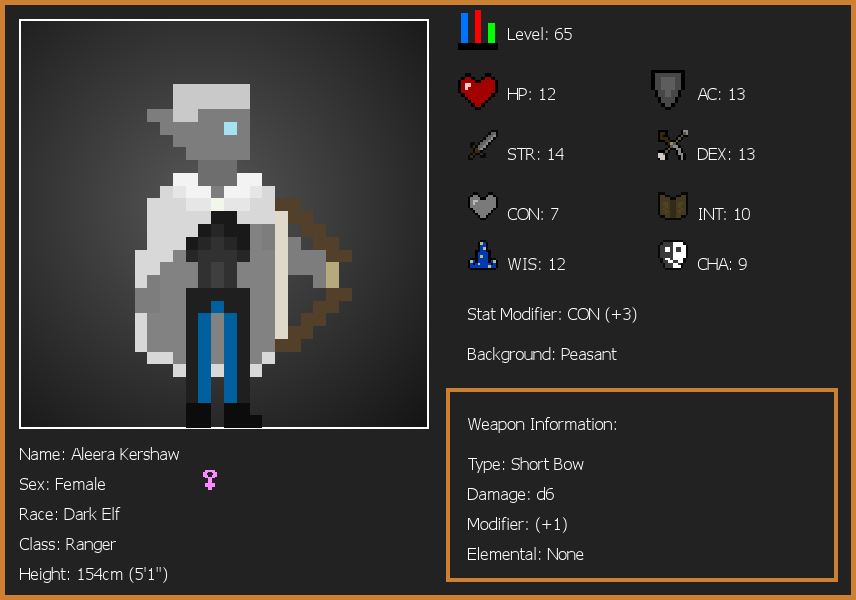 Level: 65
HP: 12
AC: 13
STR: 14
DEX: 13
CON: 7
INT: 10
WIS: 12
CHA: 9
Stat Modifier: CON (+3)
Background: Peasant
Weapon Information:
Type: Short Bow
Damage: d6
Modifier: (+1)
Elemental: None
Name: Aleera Kershaw
Sex: Female
Race: Dark Elf
Class: Ranger
Height: 154cm (5'1")